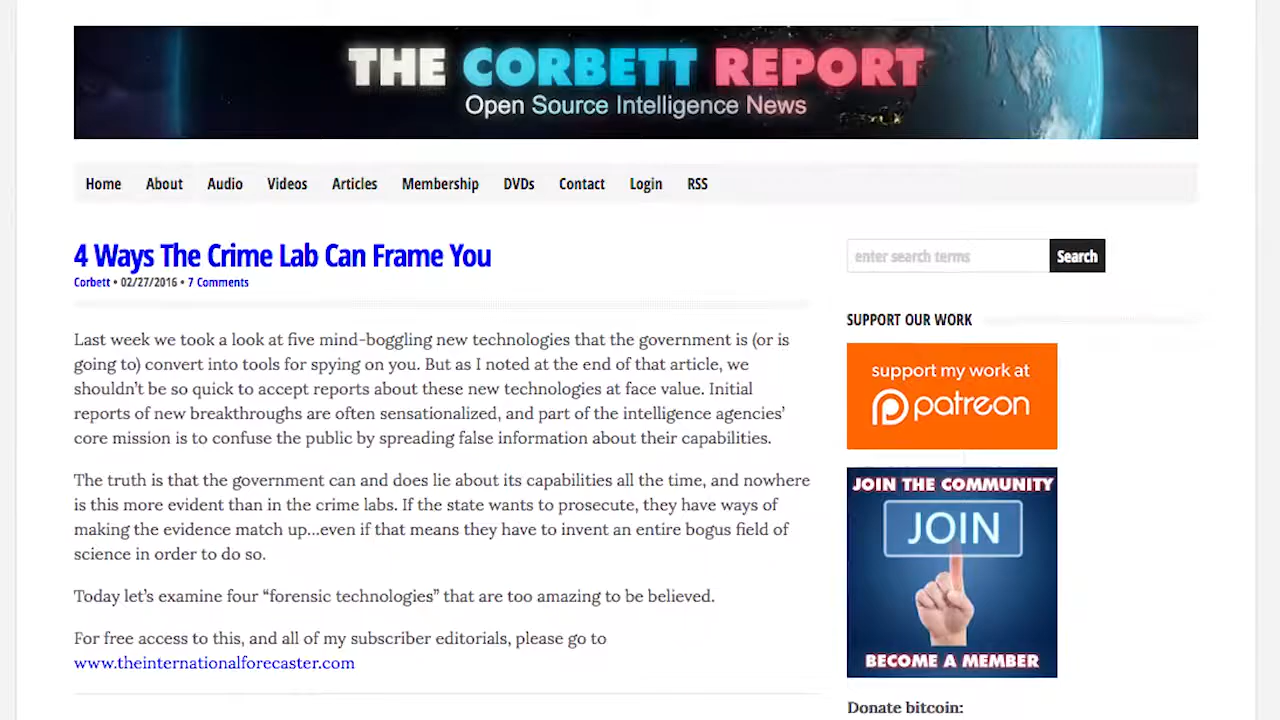 THE CORBETT REPORT
Open Source Intelligence News
Home About Audio Videos Articles Membership DVDs Contact Login RSS
4 Ways The Crime Lab Can Frame You
Corbett • 02/27/2016 • 7 Comments
Last week we took a look at five mind-boggling new technologies that the government is (or is
going to) convert into tools for spying on you. But as I noted at the end of that article, we
shouldn't be so quick to accept reports about these new technologies at face value. Initial
reports of new breakthroughs are often sensationalized, and part of the intelligence agencies'
core mission is to confuse the public by spreading false information about their capabilities.
The truth is that the government can and does lie about its capabilities all the time, and nowhere
is this more evident than in the crime labs. If the state wants to prosecute, they have ways of
making the evidence match up...even if that means they have to invent an entire bogus field of
science in order to do so.
Today let's examine four “forensic technologies” that are too amazing to be believed.
For free access to this, and all of my subscriber editorials, please go to
www.theinternationalforecaster.com
enter search terms Search
SUPPORT OUR WORK
support my work at
patreon
JOIN THE COMMUNITY
JOIN
BECOME A MEMBER
Donate bitcoin: